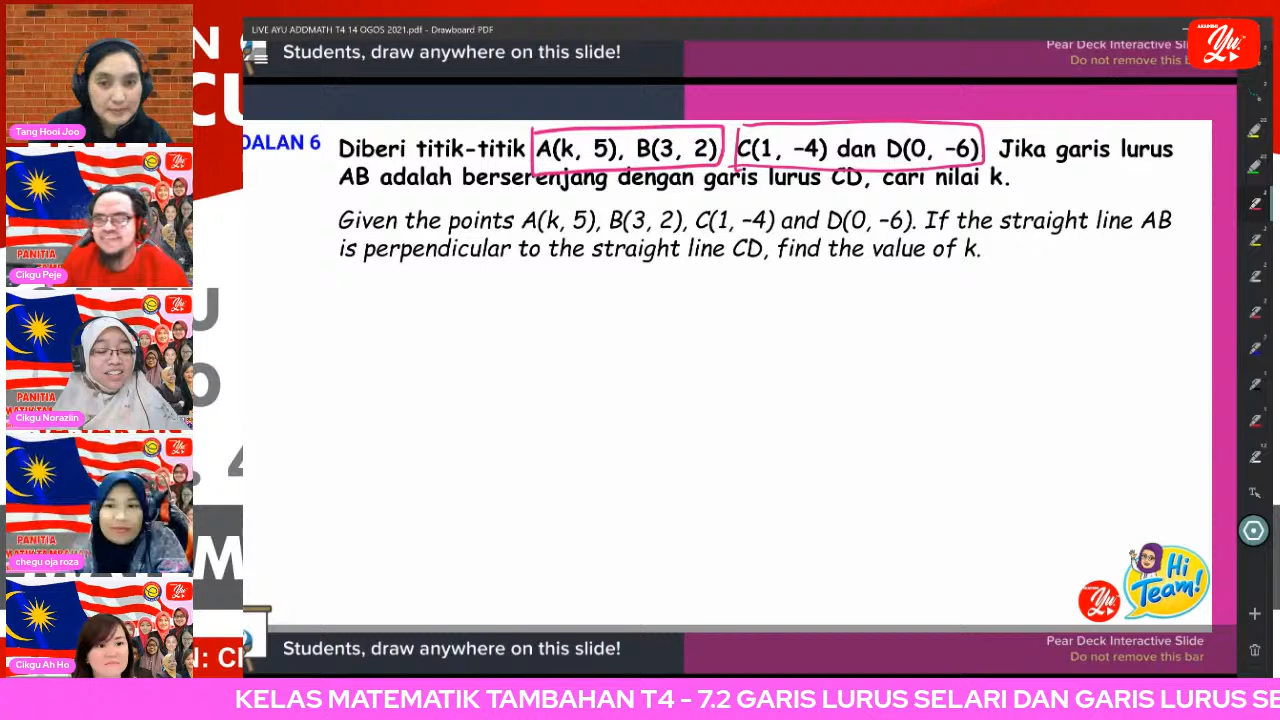 LIVE AYU ADDMATH T4 14 OGOS 2021.pdf - Drawboard PDF
Students, draw anywhere on this slide!
Pear Deck Interactive Sli
Do not remove this b
OALAN 6
Diberi titik-titik A(k, 5), B(3, 2) C(1, -4) dan D(0, -6) Jika garis lurus
AB adalah berserenjang dengan garis lurus CD, cari nilai k.
Given the points A(k, 5), B(3, 2), C(1, -4) and D(0, -6). If the straight line AB
is perpendicular to the straight line CD, find the value of k.
Hi
Team!
Students, draw anywhere on this slide!
Pear Deck Interactive Slide
Do not remove this bar
Tang Hooi Joo
PANITIA
Cikgu Peje
PANITIA
Cikgu Norazlin
PANITIA
chegu oja roza
Cikgu Ah Ho
KELAS MATEMATIK TAMBAHAN T4 - 7.2 GARIS LURUS SELARI DAN GARIS LURUS SE